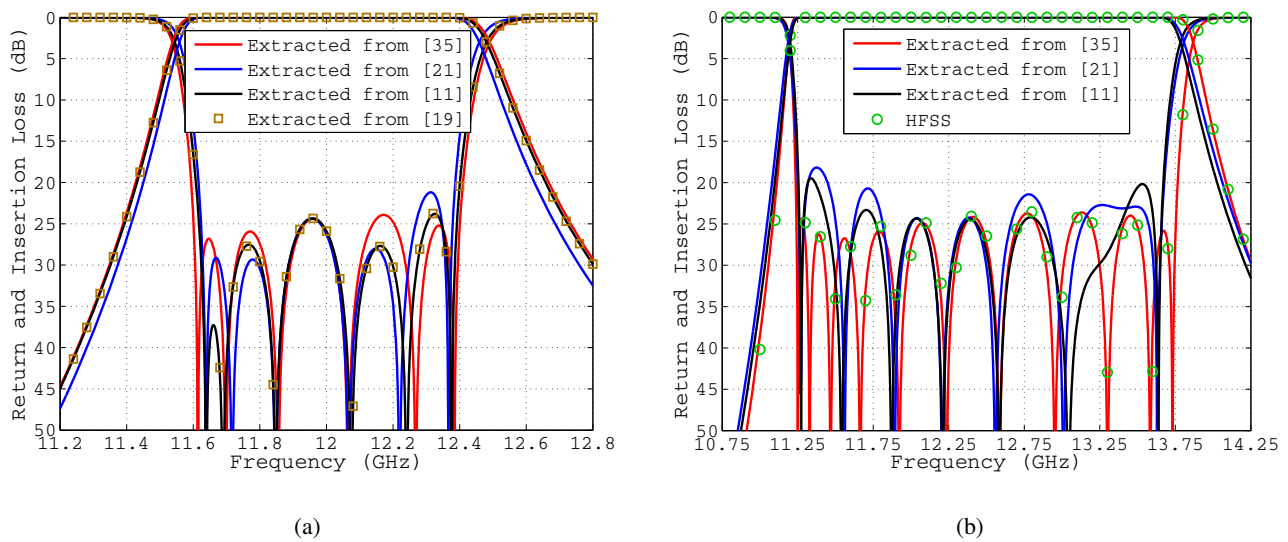 Return and Insertion Loss (dB)
0
5
10
15
20
25
30
35
40
45
50
Extracted from [35]
Extracted from [21]
Extracted from [11]
Extracted from [19]
11.2 11.4 11.6 11.8 12 12.2 12.4 12.6 12.8
Frequency (GHz)
(a)
Return and Insertion Loss (dB)
0
5
10
15
20
25
30
35
40
45
50
Extracted from [35]
Extracted from [21]
Extracted from [11]
HFSS
10.75 11.25 11.75 12.25 12.75 13.25 13.75 14.25
Frequency (GHz)
(b)